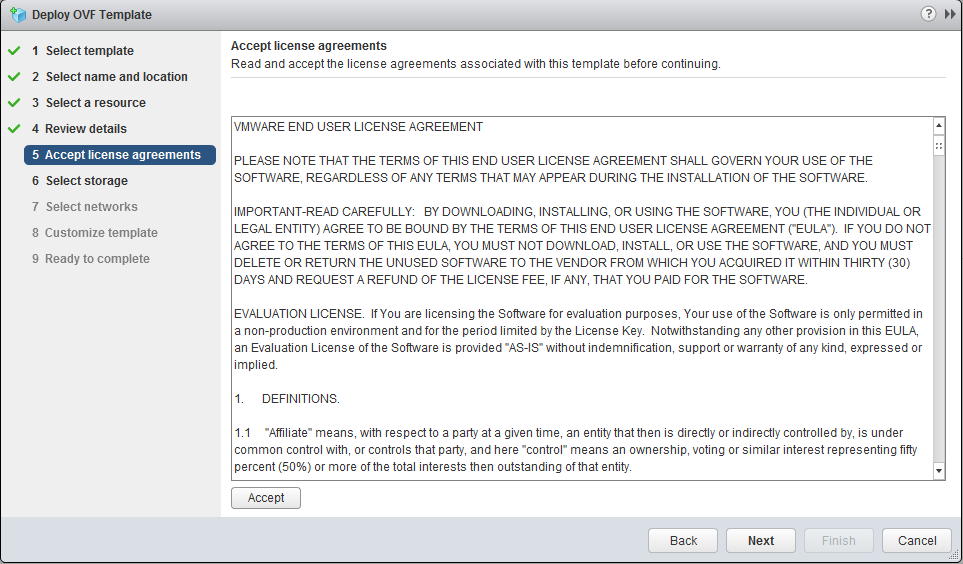 Deploy OVF Template
?
1 Select template
2 Select name and location
3 Select a resource
4 Review details
5 Accept license agreements
6 Select storage
7 Select networks
8 Customize template
9 Ready to complete
Accept license agreements
Read and accept the license agreements associated with this template before continuing.
VMWARE END USER LICENSE AGREEMENT
PLEASE NOTE THAT THE TERMS OF THIS END USER LICENSE AGREEMENT SHALL GOVERN YOUR USE OF THE
SOFTWARE, REGARDLESS OF ANY TERMS THAT MAY APPEAR DURING THE INSTALLATION OF THE SOFTWARE.
IMPORTANT-READ CAREFULLY:   BY DOWNLOADING, INSTALLING, OR USING THE SOFTWARE, YOU (THE INDIVIDUAL OR
LEGAL ENTITY) AGREE TO BE BOUND BY THE TERMS OF THIS END USER LICENSE AGREEMENT ("EULA").  IF YOU DO NOT
AGREE TO THE TERMS OF THIS EULA, YOU MUST NOT DOWNLOAD, INSTALL, OR USE THE SOFTWARE, AND YOU MUST
DELETE OR RETURN THE UNUSED SOFTWARE TO THE VENDOR FROM WHICH YOU ACQUIRED IT WITHIN THIRTY (30)
DAYS AND REQUEST A REFUND OF THE LICENSE FEE, IF ANY, THAT YOU PAID FOR THE SOFTWARE.
EVALUATION LICENSE.  If You are licensing the Software for evaluation purposes, Your use of the Software is only permitted in
a non-production environment and for the period limited by the License Key.  Notwithstanding any other provision in this EULA,
an Evaluation License of the Software is provided "AS-IS" without indemnification, support or warranty of any kind, expressed or
implied.
1.     DEFINITIONS.
1.1    "Affiliate" means, with respect to a party at a given time, an entity that then is directly or indirectly controlled by, is under
common control with, or controls that party, and here "control" means an ownership, voting or similar interest representing fifty
percent (50%) or more of the total interests then outstanding of that entity.
Accept
Back
Next
Finish
Cancel